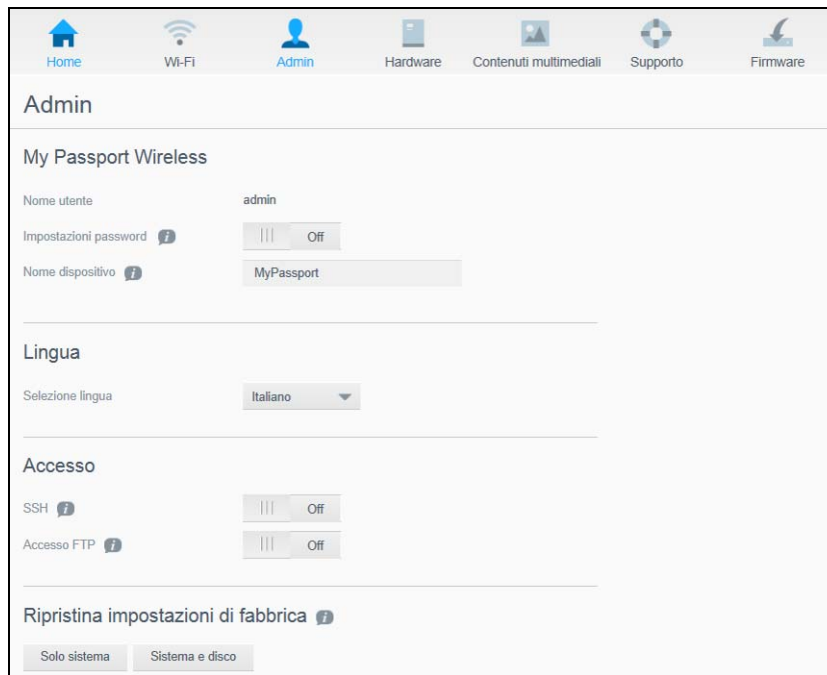 Home Wi-Fi Admin Hardware Contenuti multimediali Supporto Firmware
Admin
My Passport Wireless
Nome utente admin
Impostazioni password i Off
Nome dispositivo i MyPassport
Lingua
Selezione lingua Italiano
Accesso
SSH i Off
Accesso FTP i Off
Ripristina impostazioni di fabbrica i
Solo sistema Sistema e disco